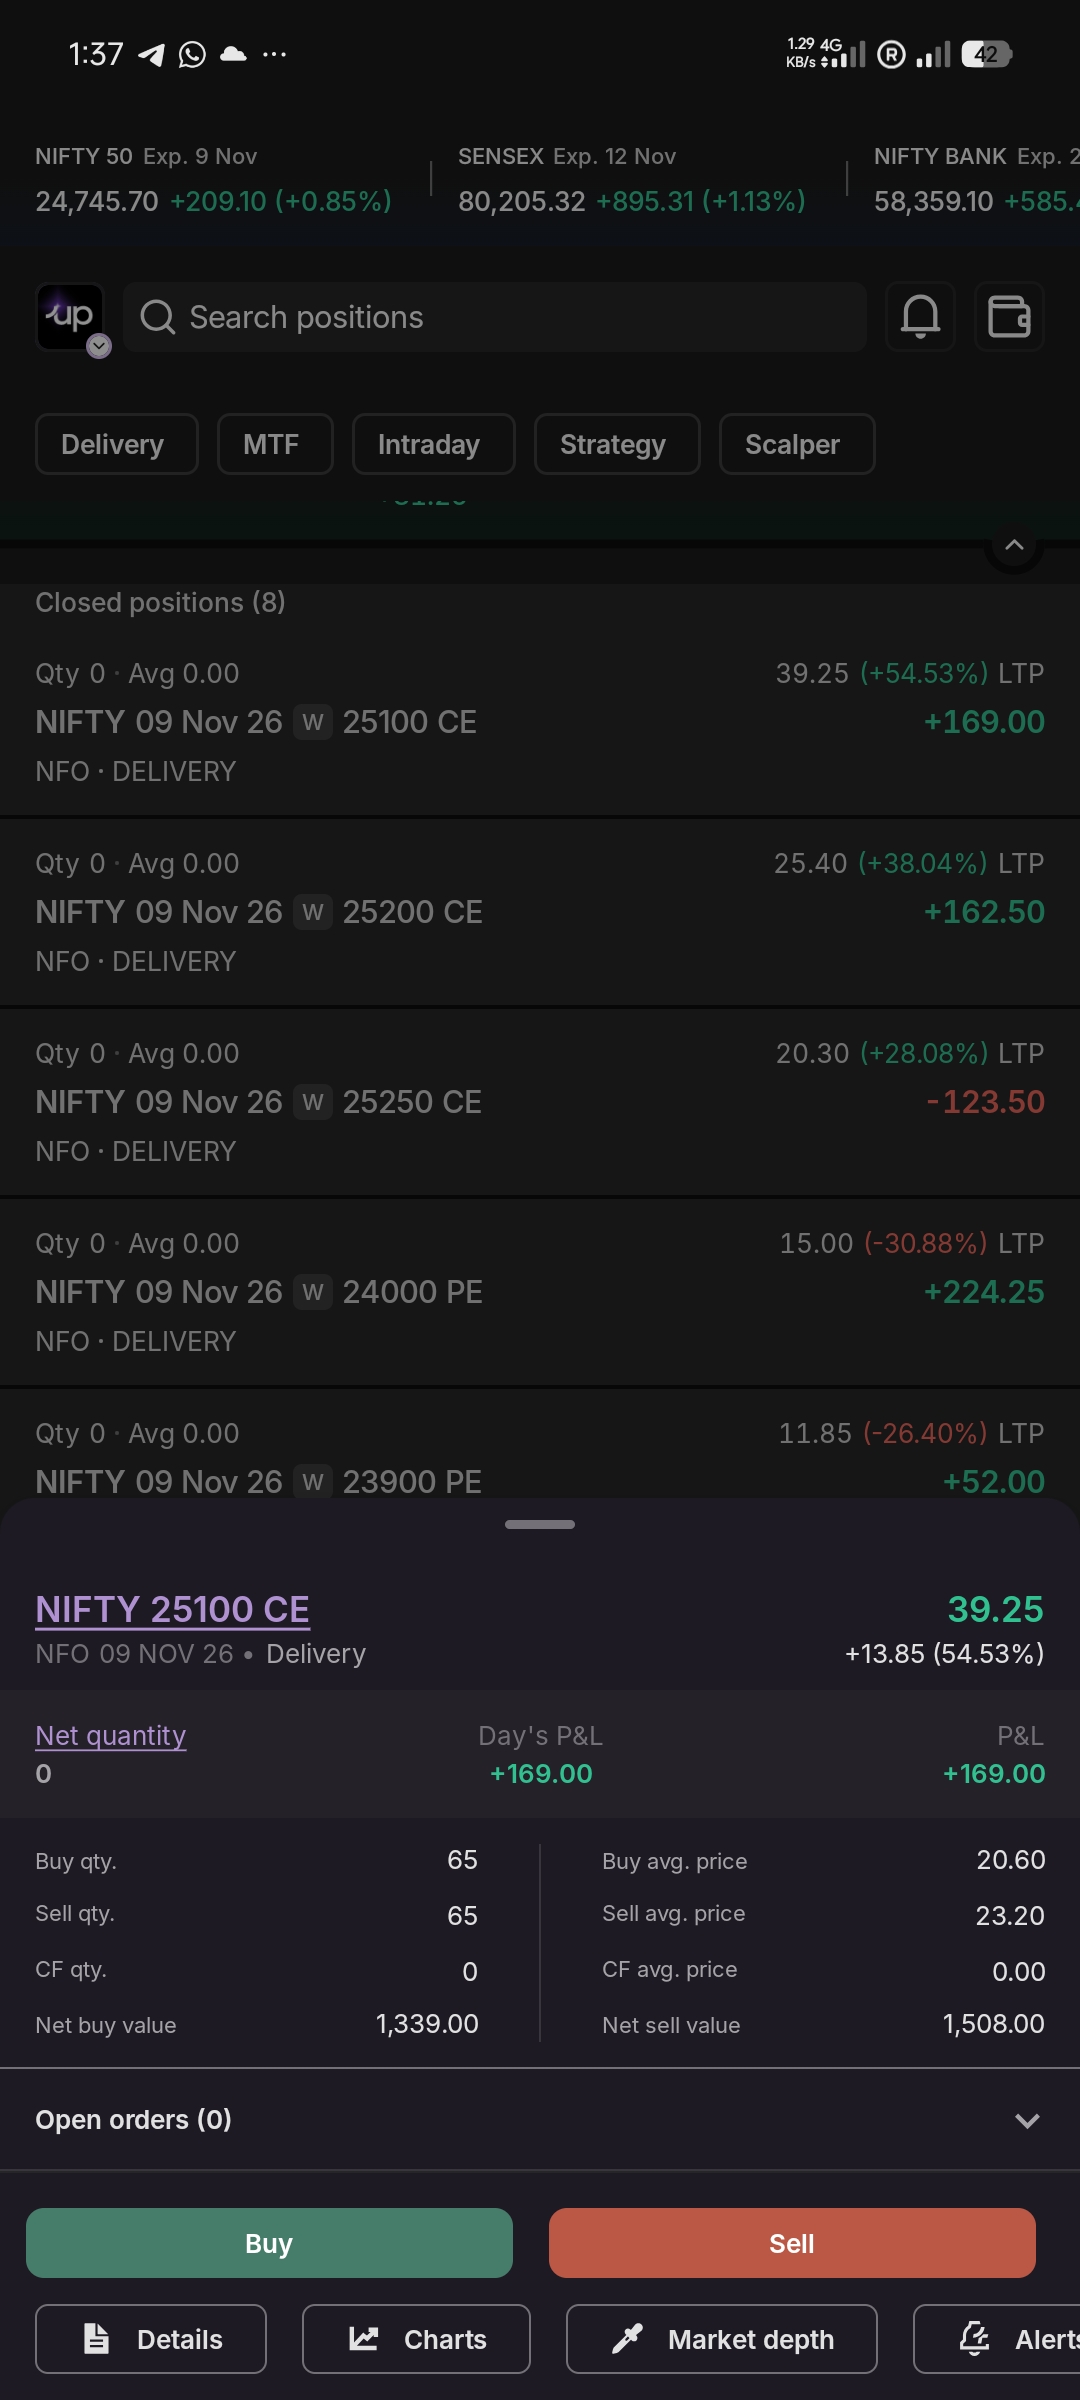 1:37 ··· 1.29 KB/s 4G R 42
NIFTY 50 Exp. 9 Nov SENSEX Exp. 12 Nov NIFTY BANK Exp. 2
24,745.70 +209.10 (+0.85%) 80,205.32 +895.31 (+1.13%) 58,359.10 +585.4
up Search positions
Delivery MTF Intraday Strategy Scalper
Closed positions (8)
Qty 0 · Avg 0.00 39.25 (+54.53%) LTP
NIFTY 09 Nov 26 W 25100 CE +169.00
NFO · DELIVERY
Qty 0 · Avg 0.00 25.40 (+38.04%) LTP
NIFTY 09 Nov 26 W 25200 CE +162.50
NFO · DELIVERY
Qty 0 · Avg 0.00 20.30 (+28.08%) LTP
NIFTY 09 Nov 26 W 25250 CE -123.50
NFO · DELIVERY
Qty 0 · Avg 0.00 15.00 (-30.88%) LTP
NIFTY 09 Nov 26 W 24000 PE +224.25
NFO · DELIVERY
Qty 0 · Avg 0.00 11.85 (-26.40%) LTP
NIFTY 09 Nov 26 W 23900 PE +52.00
NIFTY 25100 CE 39.25
NFO 09 NOV 26 • Delivery +13.85 (54.53%)
Net quantity Day's P&L P&L
0 +169.00 +169.00
Buy qty. 65 Buy avg. price 20.60
Sell qty. 65 Sell avg. price 23.20
CF qty. 0 CF avg. price 0.00
Net buy value 1,339.00 Net sell value 1,508.00
Open orders (0)
Buy Sell
Details Charts Market depth Alerts